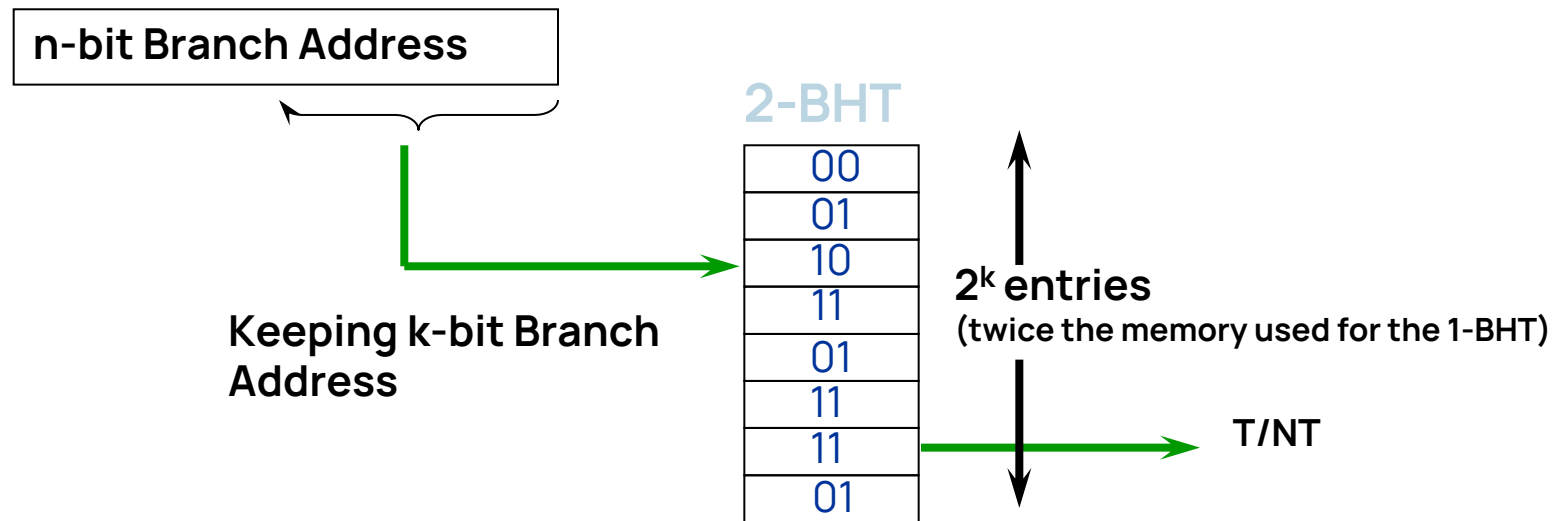 n-bit Branch Address
2-BHT
00
01
10
11
01
11
11
01
2ᵏ entries
(twice the memory used for the 1-BHT)
Keeping k-bit Branch
Address
T/NT